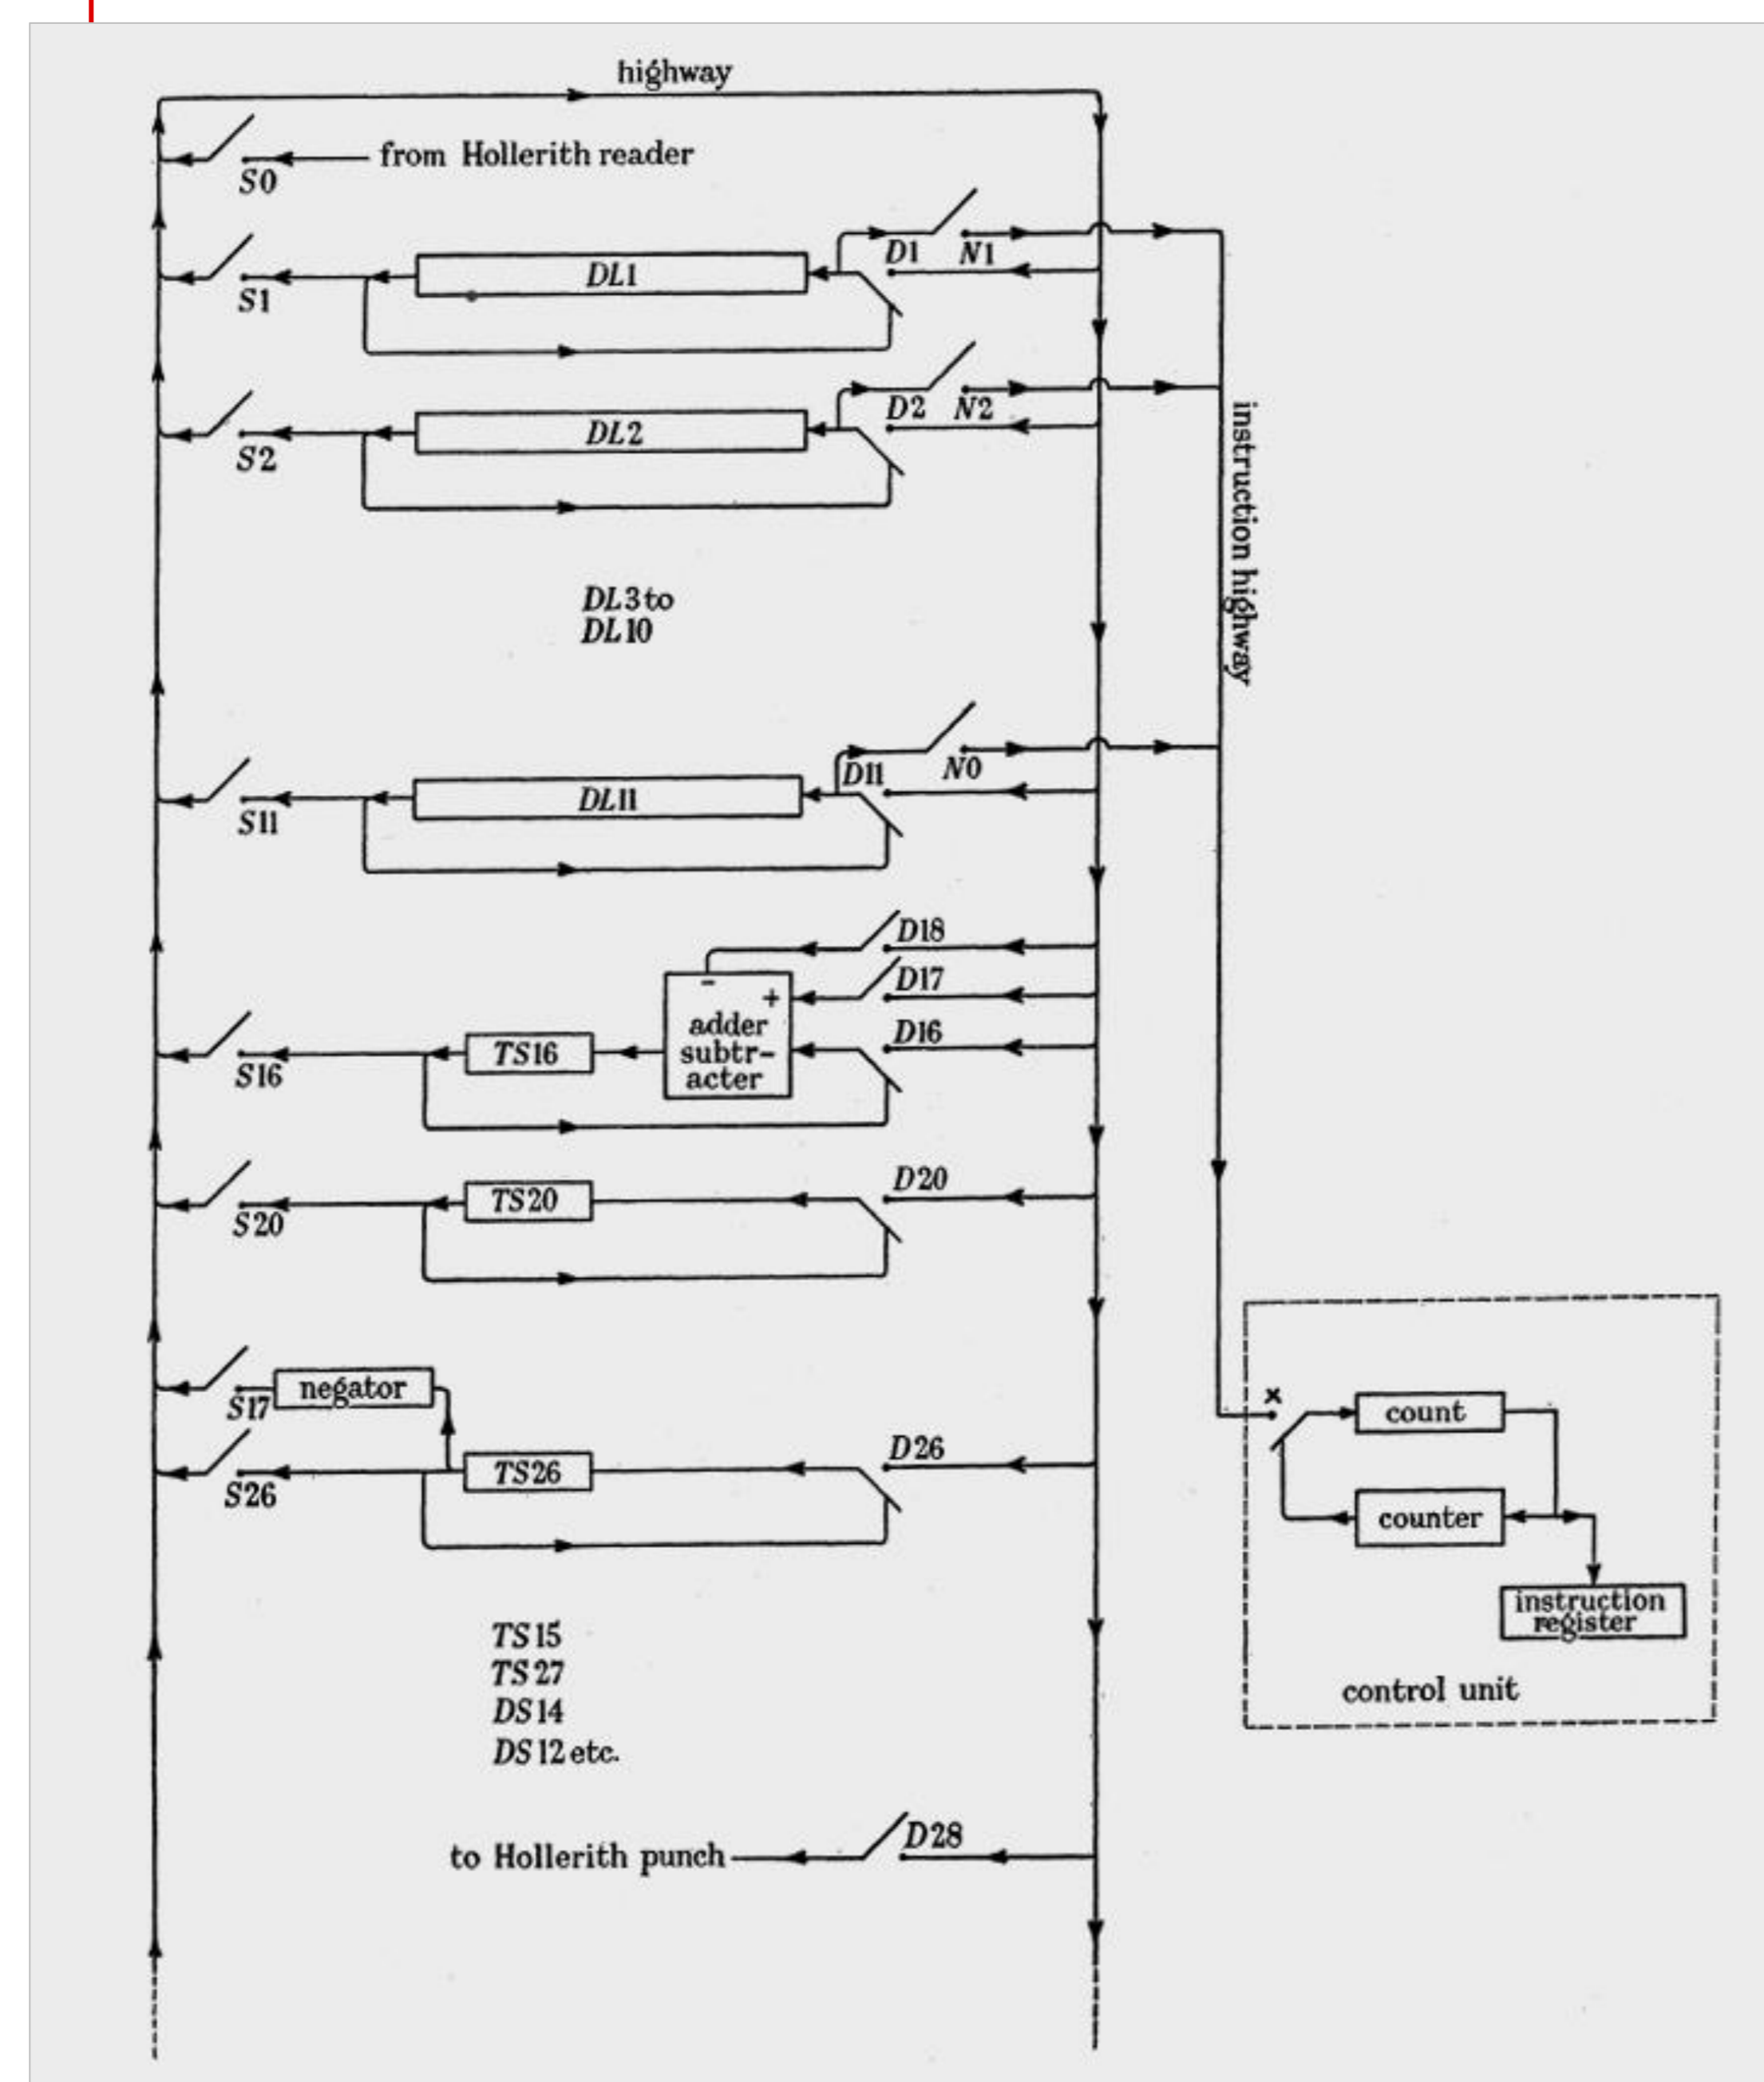 highway
from Hollerith reader
S0
D1 N1
DL1
S1
D2 N2
DL2
S2
instruction highway
DL3 to
DL10
D11 N0
DL11
S11
D18
−
D17
+
adder
subtr-
acter
D16
TS16
S16
D20
TS20
S20
negator
S17
D26
TS26
S26
×
count
counter
instruction
register
control unit
TS15
TS27
DS14
DS12 etc.
D28
to Hollerith punch